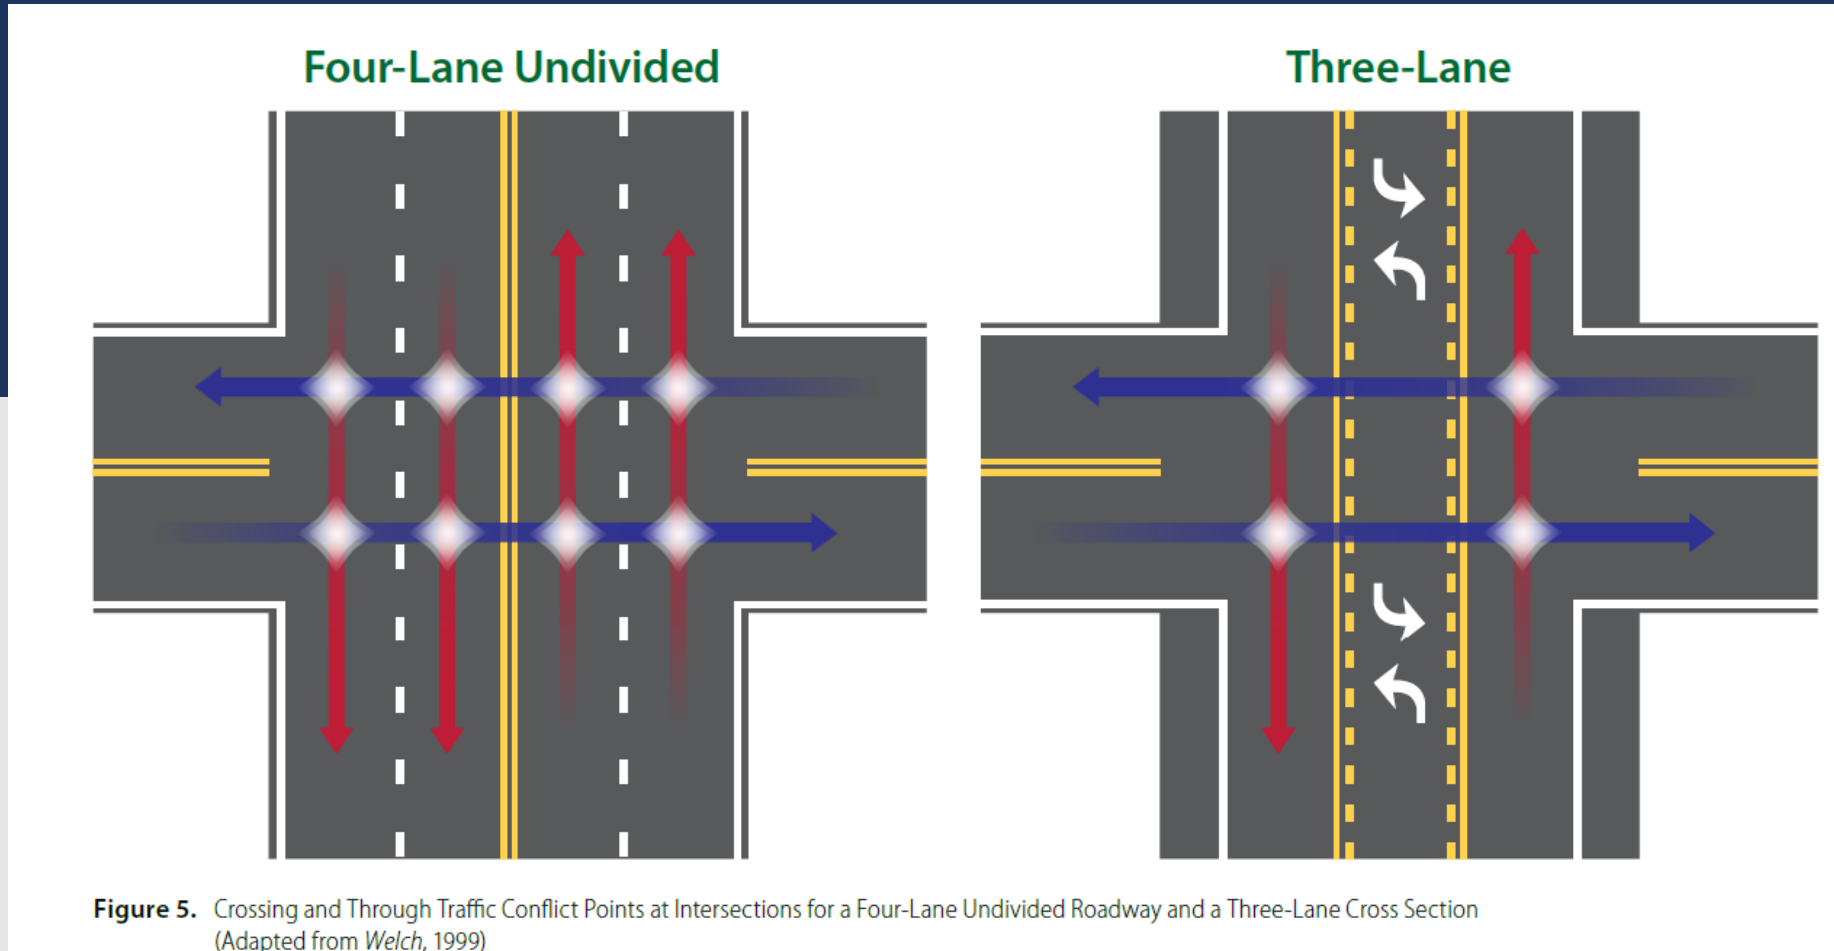 Four-Lane Undivided
Three-Lane
Figure 5. Crossing and Through Traffic Conflict Points at Intersections for a Four-Lane Undivided Roadway and a Three-Lane Cross Section
(Adapted from Welch, 1999)